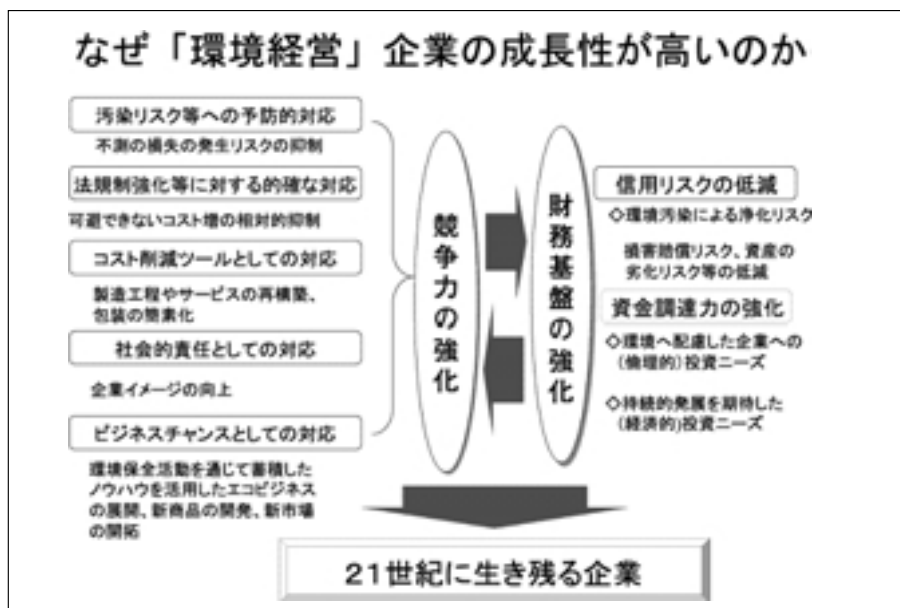 なぜ「環境経営」企業の成長性が高いのか
汚染リスク等への予防的対応
不測の損失の発生リスクの抑制
法規制強化等に対する的確な対応
可避できないコスト増の相対的抑制
コスト削減ツールとしての対応
製造工程やサービスの再構築、
包装の簡素化
社会的責任としての対応
企業イメージの向上
ビジネスチャンスとしての対応
環境保全活動を通じて蓄積した
ノウハウを活用したエコビジネス
の展開、新商品の開発、新市場
の開拓
競争力の強化
財務基盤の強化
信用リスクの低減
◇環境汚染による浄化リスク
損害賠償リスク、資産の
劣化リスク等の低減
資金調達力の強化
◇環境へ配慮した企業への
(倫理的)投資ニーズ
◇持続的発展を期待した
(経済的)投資ニーズ
21世紀に生き残る企業